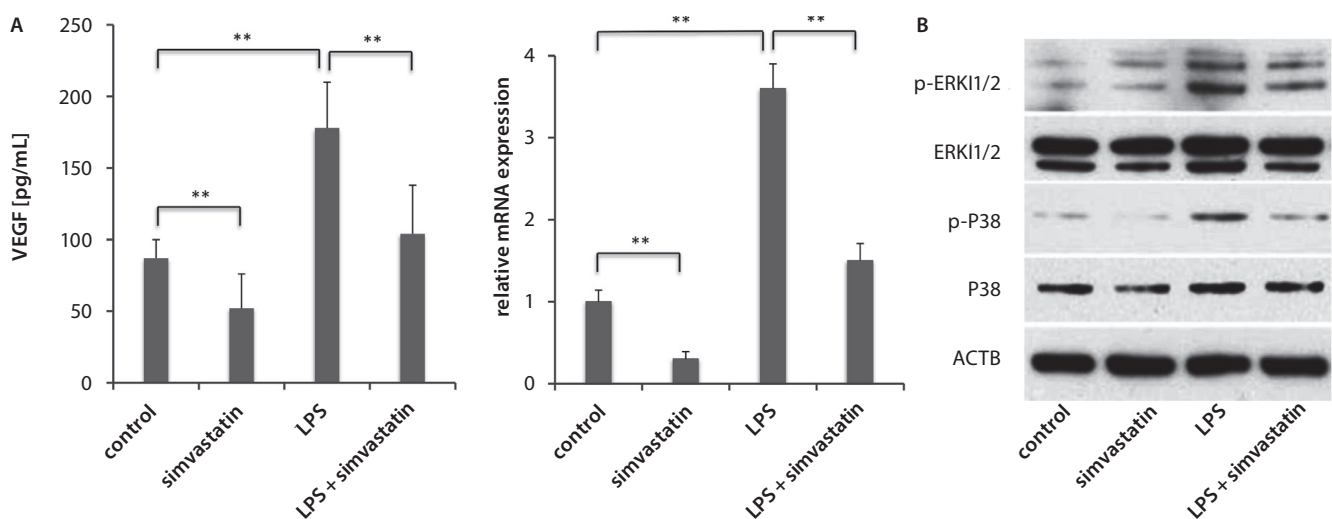 A
VEGF [pg/mL]
250
200
150
100
50
0
**
**
**
control
simvastatin
LPS
LPS + simvastatin
relative mRNA expression
4
3
2
1
0
**
**
**
control
simvastatin
LPS
LPS + simvastatin
B
p-ERKI1/2
ERKI1/2
p-P38
P38
ACTB
control
simvastatin
LPS
LPS + simvastatin